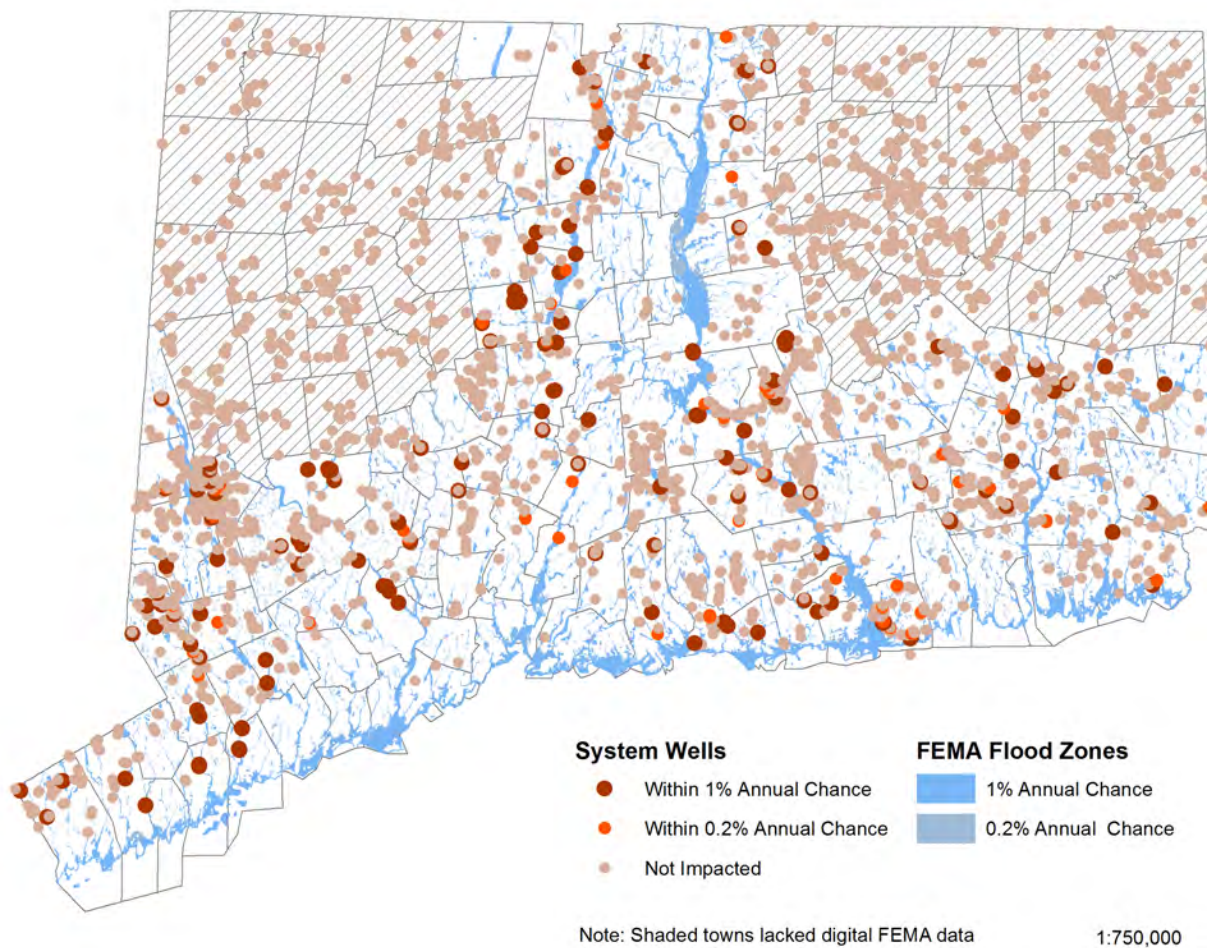 System Wells
Within 1% Annual Chance
Within 0.2% Annual Chance
Not Impacted
FEMA Flood Zones
1% Annual Chance
0.2% Annual Chance
Note: Shaded towns lacked digital FEMA data
1:750,000